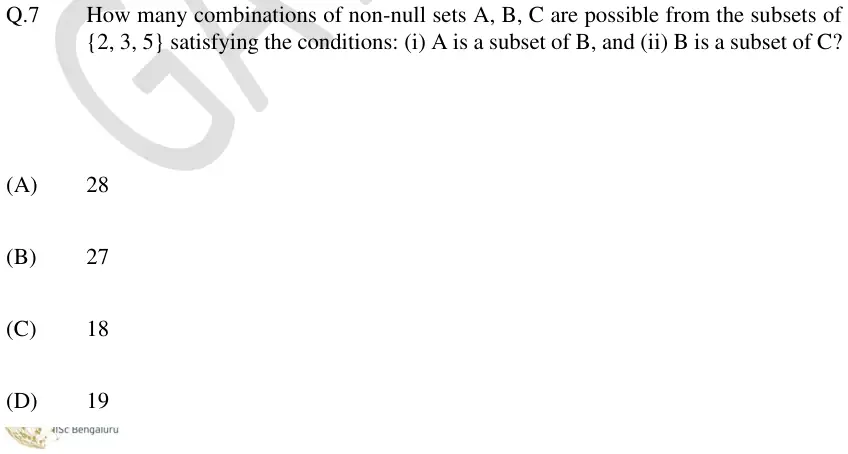 Q.7 How many combinations of non-null sets A, B, C are possible from the subsets of
{2, 3, 5} satisfying the conditions: (i) A is a subset of B, and (ii) B is a subset of C?
(A) 28
(B) 27
(C) 18
(D) 19
IISc Bengaluru